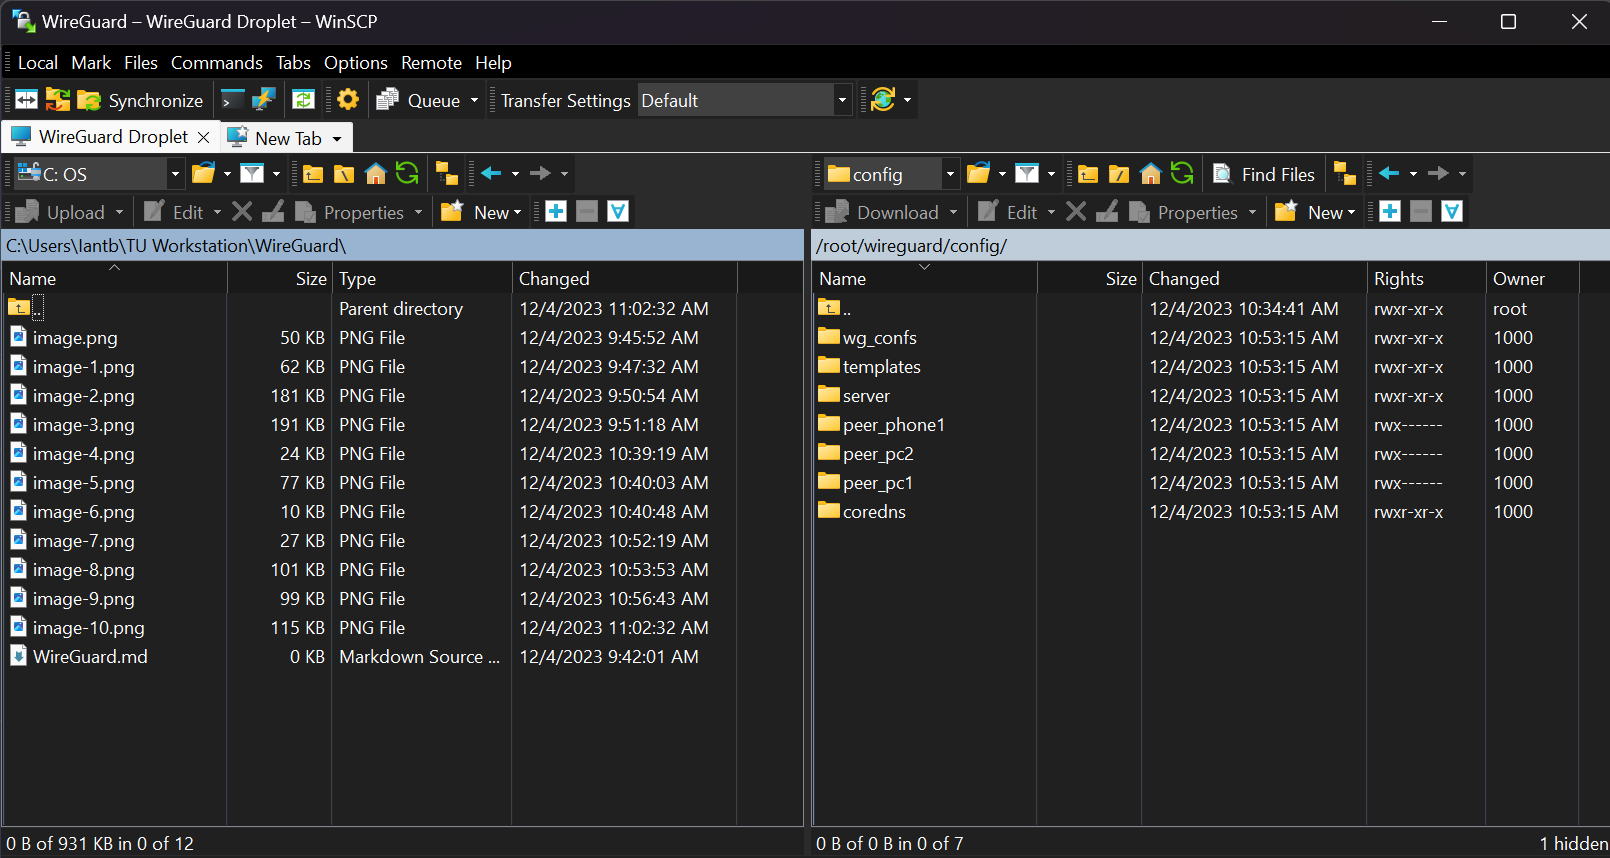 WireGuard – WireGuard Droplet – WinSCP
Local Mark Files Commands Tabs Options Remote Help
Synchronize Queue Transfer Settings Default
WireGuard Droplet New Tab
C: OS
Upload Edit Properties New
C:\Users\Iantb\TU Workstation\WireGuard\
Name Size Type Changed
.. Parent directory 12/4/2023 11:02:32 AM
image.png 50 KB PNG File 12/4/2023 9:45:52 AM
image-1.png 62 KB PNG File 12/4/2023 9:47:32 AM
image-2.png 181 KB PNG File 12/4/2023 9:50:54 AM
image-3.png 191 KB PNG File 12/4/2023 9:51:18 AM
image-4.png 24 KB PNG File 12/4/2023 10:39:19 AM
image-5.png 77 KB PNG File 12/4/2023 10:40:03 AM
image-6.png 10 KB PNG File 12/4/2023 10:40:48 AM
image-7.png 27 KB PNG File 12/4/2023 10:52:19 AM
image-8.png 101 KB PNG File 12/4/2023 10:53:53 AM
image-9.png 99 KB PNG File 12/4/2023 10:56:43 AM
image-10.png 115 KB PNG File 12/4/2023 11:02:32 AM
WireGuard.md 0 KB Markdown Source ... 12/4/2023 9:42:01 AM
0 B of 931 KB in 0 of 12
config Find Files
Download Edit Properties New
/root/wireguard/config/
Name Size Changed Rights Owner
.. 12/4/2023 10:34:41 AM rwxr-xr-x root
wg_confs 12/4/2023 10:53:15 AM rwxr-xr-x 1000
templates 12/4/2023 10:53:15 AM rwxr-xr-x 1000
server 12/4/2023 10:53:15 AM rwxr-xr-x 1000
peer_phone1 12/4/2023 10:53:15 AM rwx------ 1000
peer_pc2 12/4/2023 10:53:15 AM rwx------ 1000
peer_pc1 12/4/2023 10:53:15 AM rwx------ 1000
coredns 12/4/2023 10:53:15 AM rwxr-xr-x 1000
0 B of 0 B in 0 of 7 1 hidden